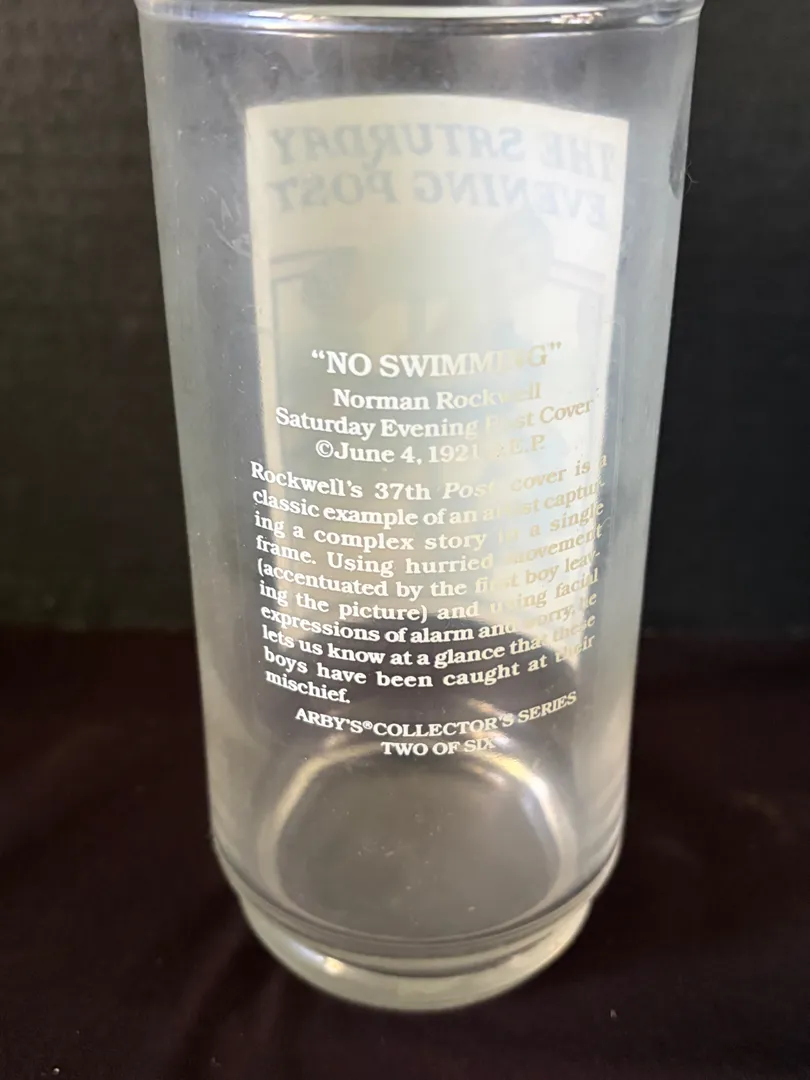 THE SATURDAY
EVENING POST
“NO SWIMMING”
Norman Rockwell
Saturday Evening Post Cover
©June 4, 1921 S.E.P.
Rockwell's 37th Post cover is a
classic example of an artist captur-
ing a complex story in a single
frame. Using hurried movement
(accentuated by the first boy leav-
ing the picture) and using facial
expressions of alarm and worry, he
lets us know at a glance that these
boys have been caught at their
mischief.
ARBY'S®COLLECTOR'S SERIES
TWO OF SIX